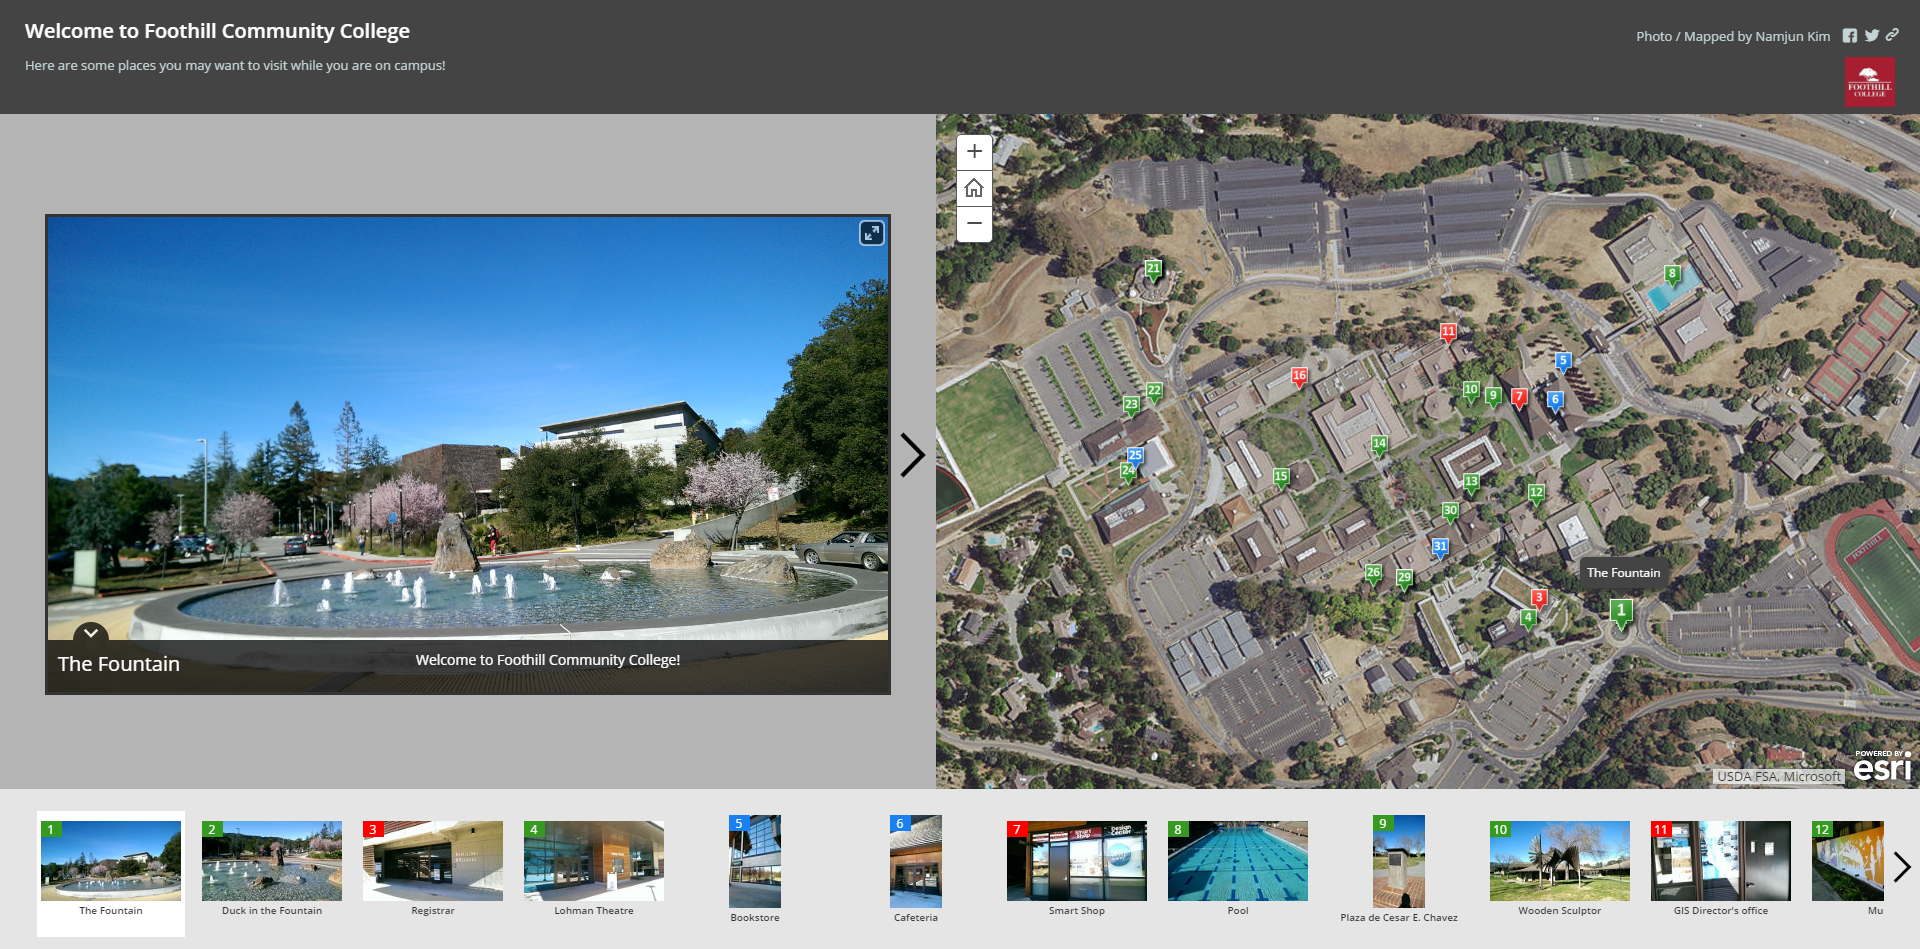 Welcome to Foothill Community College
Here are some places you may want to visit while you are on campus!
Photo / Mapped by Namjun Kim
FOOTHILL
COLLEGE
The Fountain
Welcome to Foothill Community College!
+
−
21
8
11
5
16
22
10
9
7
6
23
14
25
24
15
13
12
30
31
26
29
The Fountain
3
1
4
FOOTHILL
POWERED BY
esri
USDA FSA, Microsoft
1
2
3
4
5
6
7
8
9
10
11
12
Smart
Shop
Design
Center
The Fountain
Duck in the Fountain
Registrar
Lohman Theatre
Bookstore
Cafeteria
Smart Shop
Pool
Plaza de Cesar E. Chavez
Wooden Sculptor
GIS Director's office
Mu